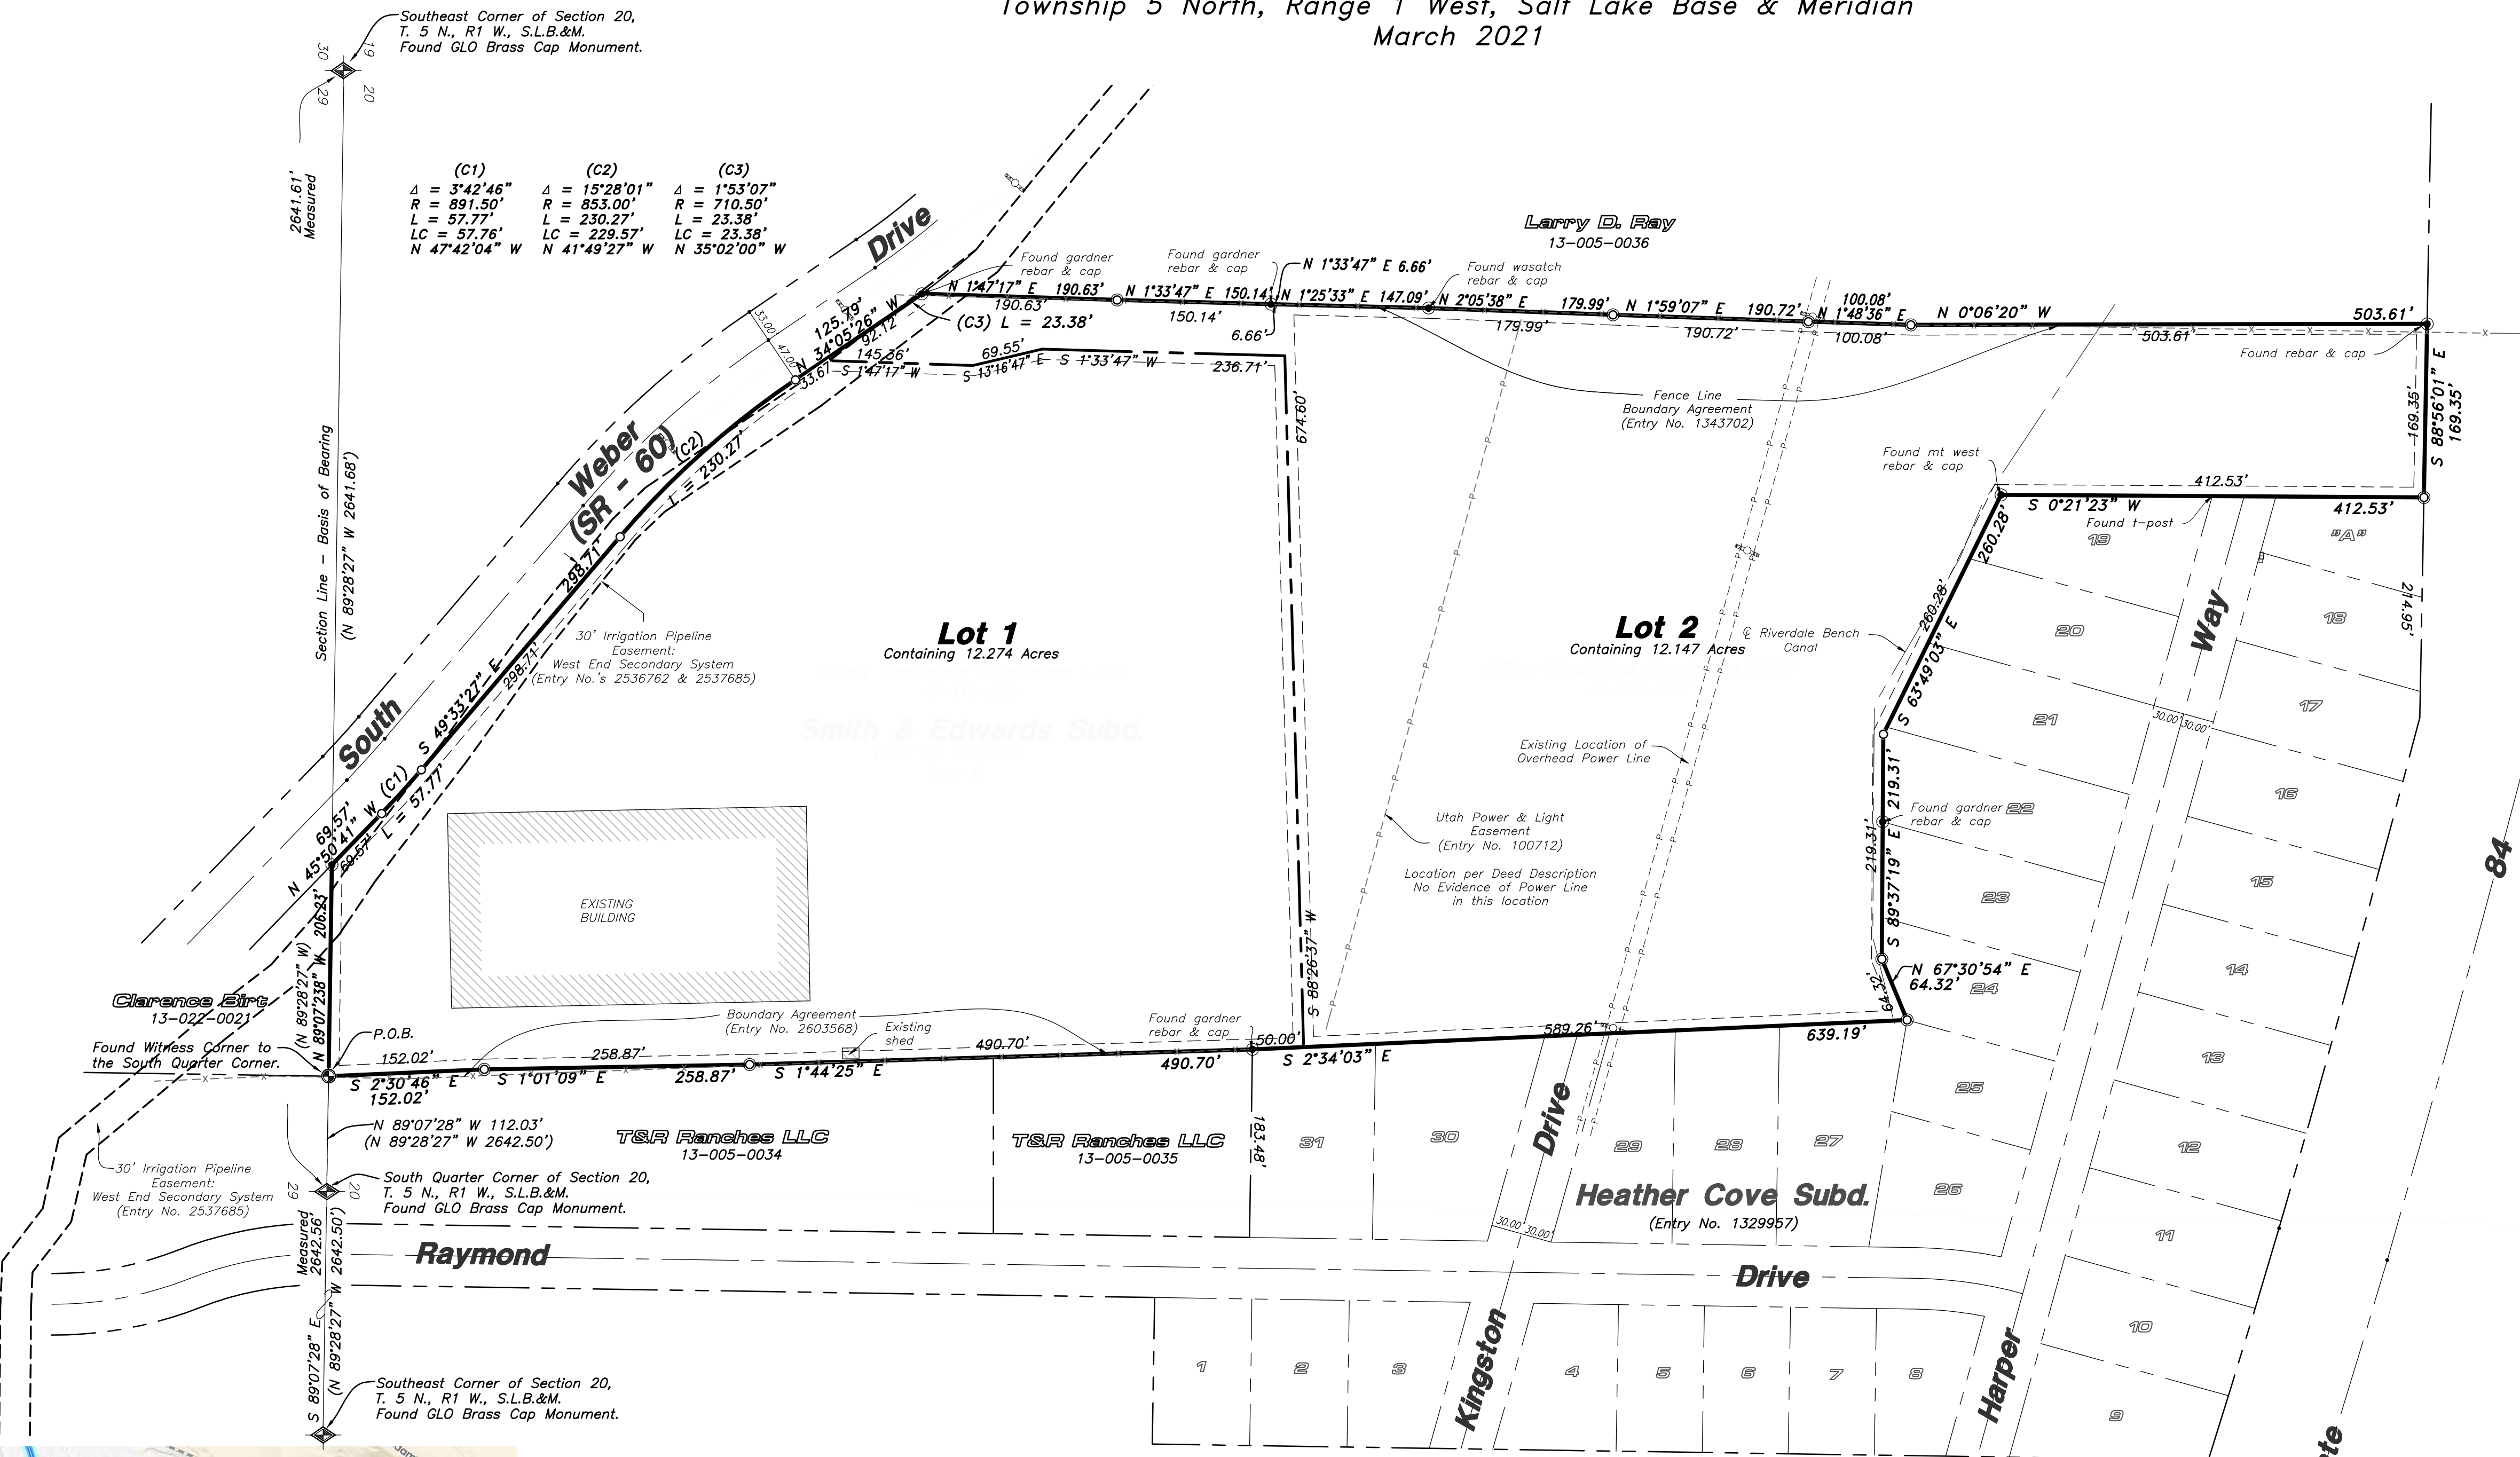 Township 5 North, Range 1 West, Salt Lake Base & Meridian
March 2021
Southeast Corner of Section 20,
T. 5 N., R1 W., S.L.B.&M.
Found GLO Brass Cap Monument.
30
19
29
20
2641.61'
Measured
Section Line - Basis of Bearing
(N 89°28'27" W 2641.68')
(C1)
Δ = 3°42'46"
R = 891.50'
L = 57.77'
LC = 57.76'
N 47°42'04" W
(C2)
Δ = 15°28'01"
R = 853.00'
L = 230.27'
LC = 229.57'
N 41°49'27" W
(C3)
Δ = 1°53'07"
R = 710.50'
L = 23.38'
LC = 23.38'
N 35°02'00" W
South
Weber
Drive
(SR - 60)
33.00
47.00
125.79'
N 34°05'26" W
92.12'
33.67'
Found gardner
rebar & cap
N 1°47'17" E 190.63'
190.63'
(C3) L = 23.38'
Found gardner
rebar & cap
N 1°33'47" E 150.14'
150.14'
N 1°33'47" E 6.66'
6.66'
N 1°25'33" E 147.09'
Found wasatch
rebar & cap
N 2°05'38" E 179.99'
179.99'
N 1°59'07" E 190.72'
190.72'
100.08'
N 1°48'36" E
100.08'
N 0°06'20" W 503.61'
503.61'
Found rebar & cap
Larry D. Ray
13-005-0036
145.36'
S 1°47'17" W
69.55'
S 13°16'47" E
S 1°33'47" W
236.71'
674.60'
S 88°26'37" W
Fence Line
Boundary Agreement
(Entry No. 1343702)
169.35'
S 88°56'01" E
169.35'
Found mt west
rebar & cap
412.53'
S 0°21'23" W 412.53'
Found t-post
(C2)
L = 230.27'
298.71'
S 49°33'27" E
298.71'
30' Irrigation Pipeline
Easement:
West End Secondary System
(Entry No.'s 2536762 & 2537685)
Lot 1
Containing 12.274 Acres
Smith & Edwards Subd.
Lot 2
Containing 12.147 Acres
℄ Riverdale Bench
Canal
260.28'
260.28'
S 63°49'03" E
Existing Location of
Overhead Power Line
Utah Power & Light
Easement
(Entry No. 100712)
Location per Deed Description
No Evidence of Power Line
in this location
219.31'
S 89°37'19" E 219.31'
Found gardner
rebar & cap
64.32'
N 67°30'54" E
64.32'
(C1)
L = 57.77'
69.57'
N 45°50'41" W
69.57'
(N 89°28'27" W)
N 89°07'238" W 206.23'
EXISTING
BUILDING
Clarence Birt
13-022-0021
Found Witness Corner to
the South Quarter Corner.
P.O.B.
152.02'
S 2°30'46" E
152.02'
258.87'
S 1°01'09" E 258.87'
Boundary Agreement
(Entry No. 2603568)
Existing
shed
490.70'
S 1°44'25" E 490.70'
Found gardner
rebar & cap
50.00'
S 2°34'03" E
589.26'
639.19'
N 89°07'28" W 112.03'
(N 89°28'27" W 2642.50')
T&R Ranches LLC
13-005-0034
T&R Ranches LLC
13-005-0035
183.48'
30' Irrigation Pipeline
Easement:
West End Secondary System
(Entry No. 2537685)
29
20
South Quarter Corner of Section 20,
T. 5 N., R1 W., S.L.B.&M.
Found GLO Brass Cap Monument.
Measured
2642.56'
S 89°07'28" E
(N 89°28'27" W 2642.50')
Southeast Corner of Section 20,
T. 5 N., R1 W., S.L.B.&M.
Found GLO Brass Cap Monument.
Raymond
Drive
Kingston
Drive
Harper
Way
Heather Cove Subd.
(Entry No. 1329957)
30.00' 30.00'
30.00' 30.00'
214.95'
84
"A"
18
17
16
15
14
13
12
11
10
9
19
20
21
22
23
24
25
26
27
28
29
30
31
1
2
3
4
5
6
7
8